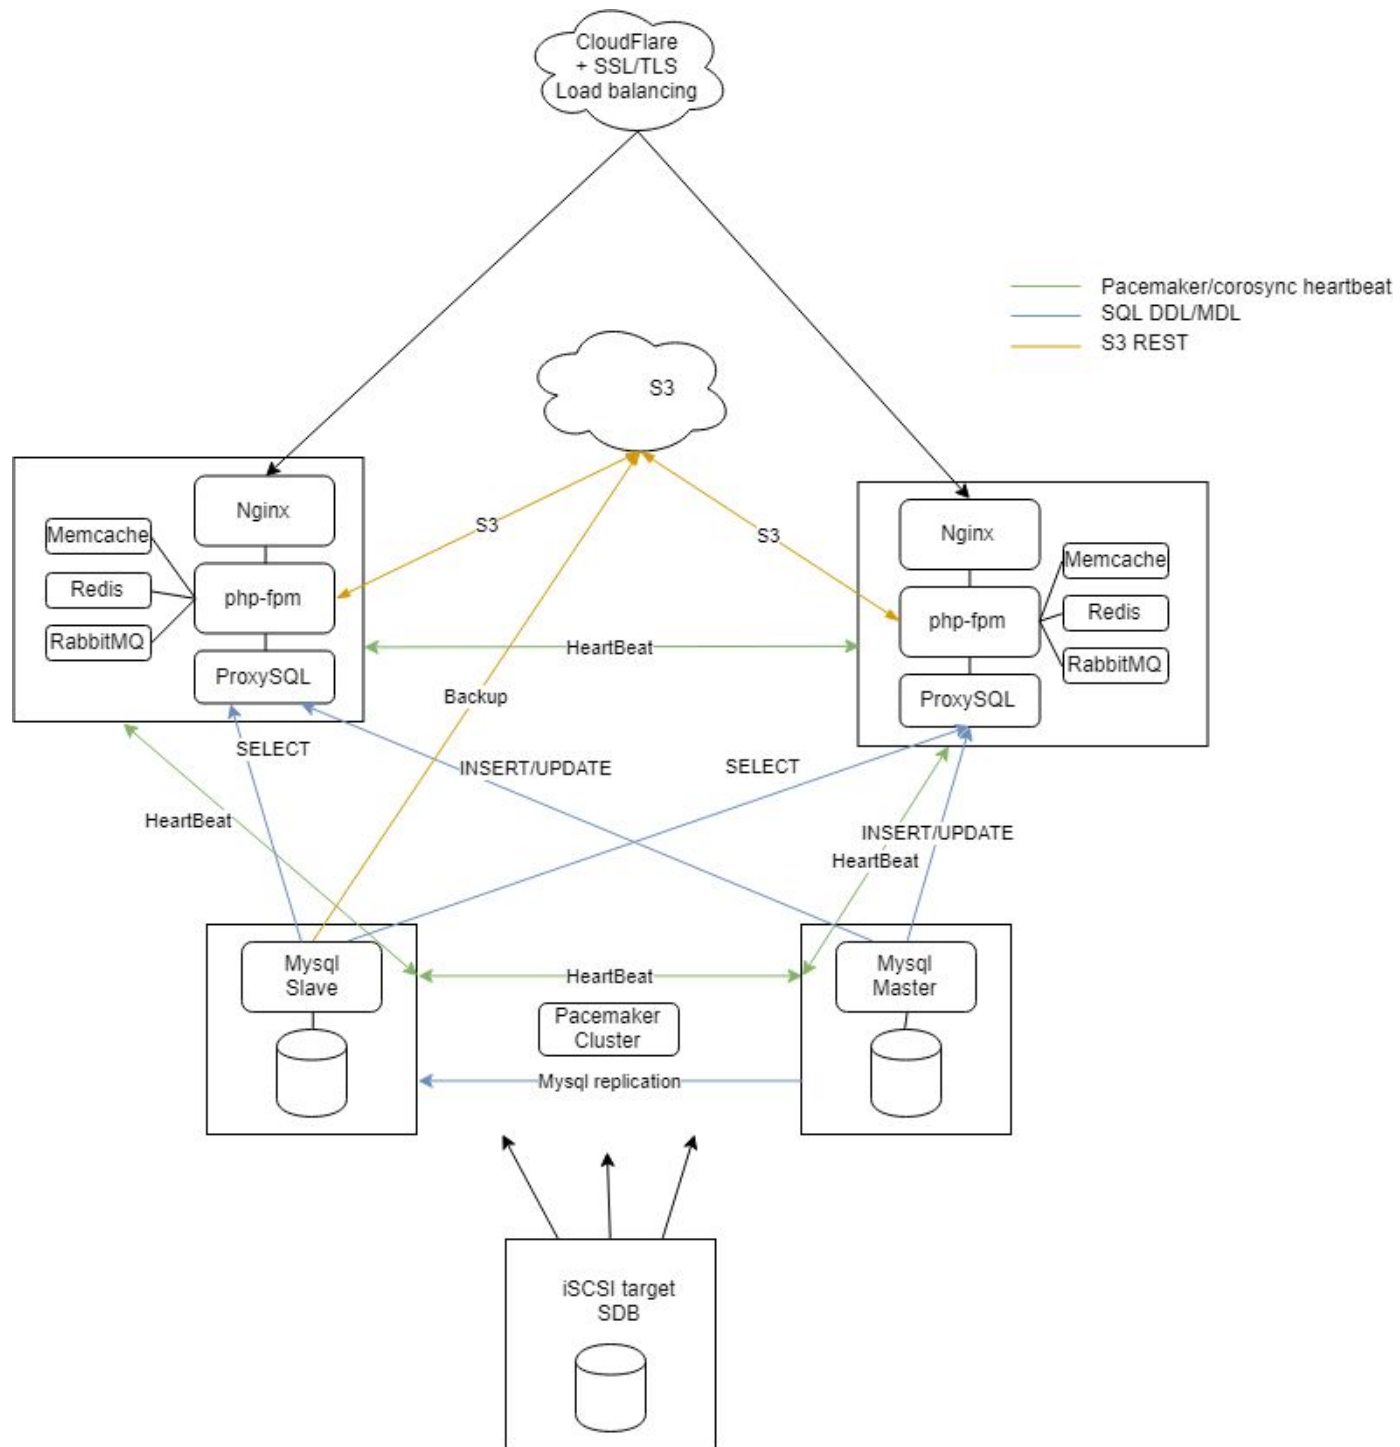 CloudFlare
+ SSL/TLS
Load balancing
Pacemaker/corosync heartbeat
SQL DDL/MDL
S3 REST
S3
Nginx
Memcache
Redis
RabbitMQ
php-fpm
ProxySQL
S3
S3
Nginx
php-fpm
ProxySQL
Memcache
Redis
RabbitMQ
HeartBeat
Backup
SELECT
INSERT/UPDATE
SELECT
HeartBeat
INSERT/UPDATE
HeartBeat
Mysql
Slave
HeartBeat
Mysql
Master
Pacemaker
Cluster
Mysql replication
iSCSI target
SDB